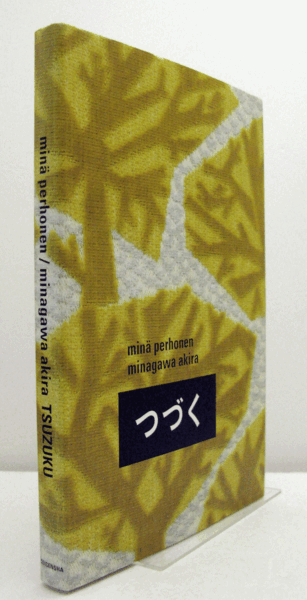 minä perhonen / minagawa akira TSUZUKU
minä perhonen
minagawa akira
つづく